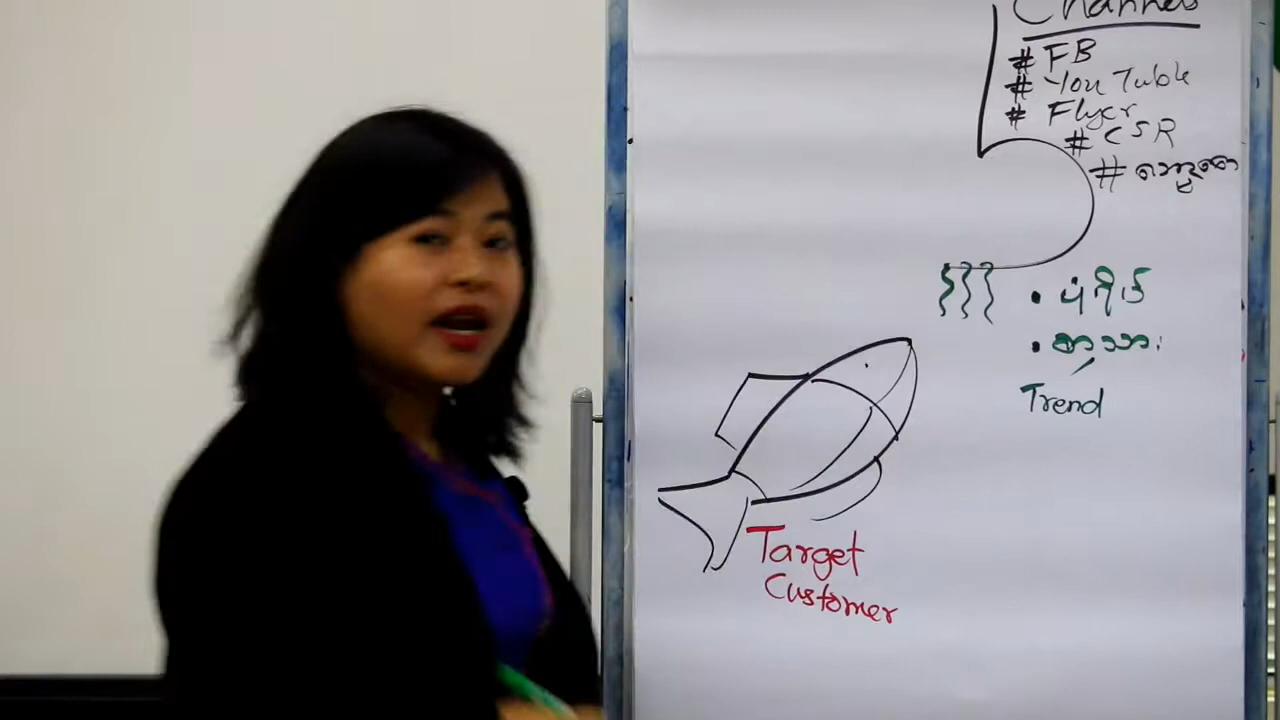 Channels
# FB
# You Tube
# Flyer
# CSR
#
• ပုံရိပ်
• စာသား
Trend
Target
Customer